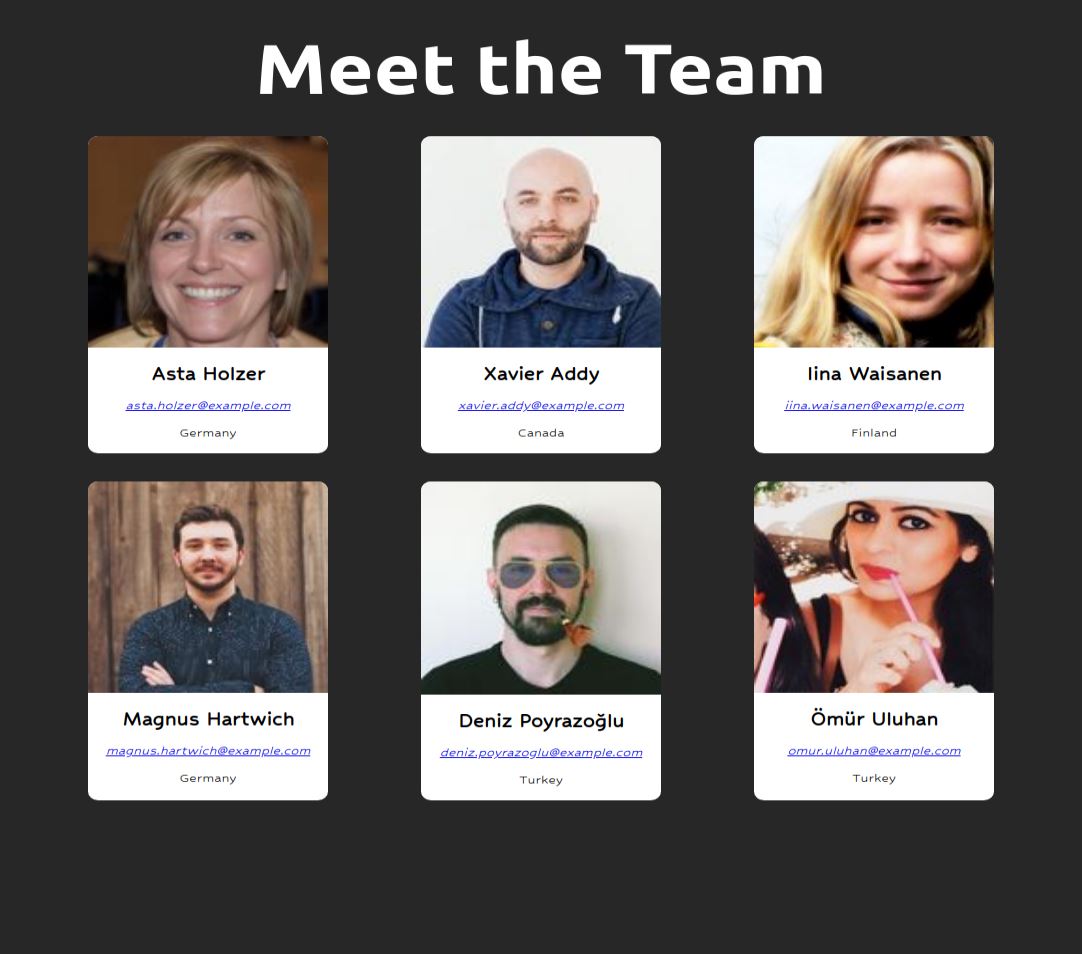 Meet the Team
Asta Holzer
asta.holzer@example.com
Germany
Xavier Addy
xavier.addy@example.com
Canada
Iina Waisanen
iina.waisanen@example.com
Finland
Magnus Hartwich
magnus.hartwich@example.com
Germany
Deniz Poyrazoğlu
deniz.poyrazoglu@example.com
Turkey
Ömür Uluhan
omur.uluhan@example.com
Turkey